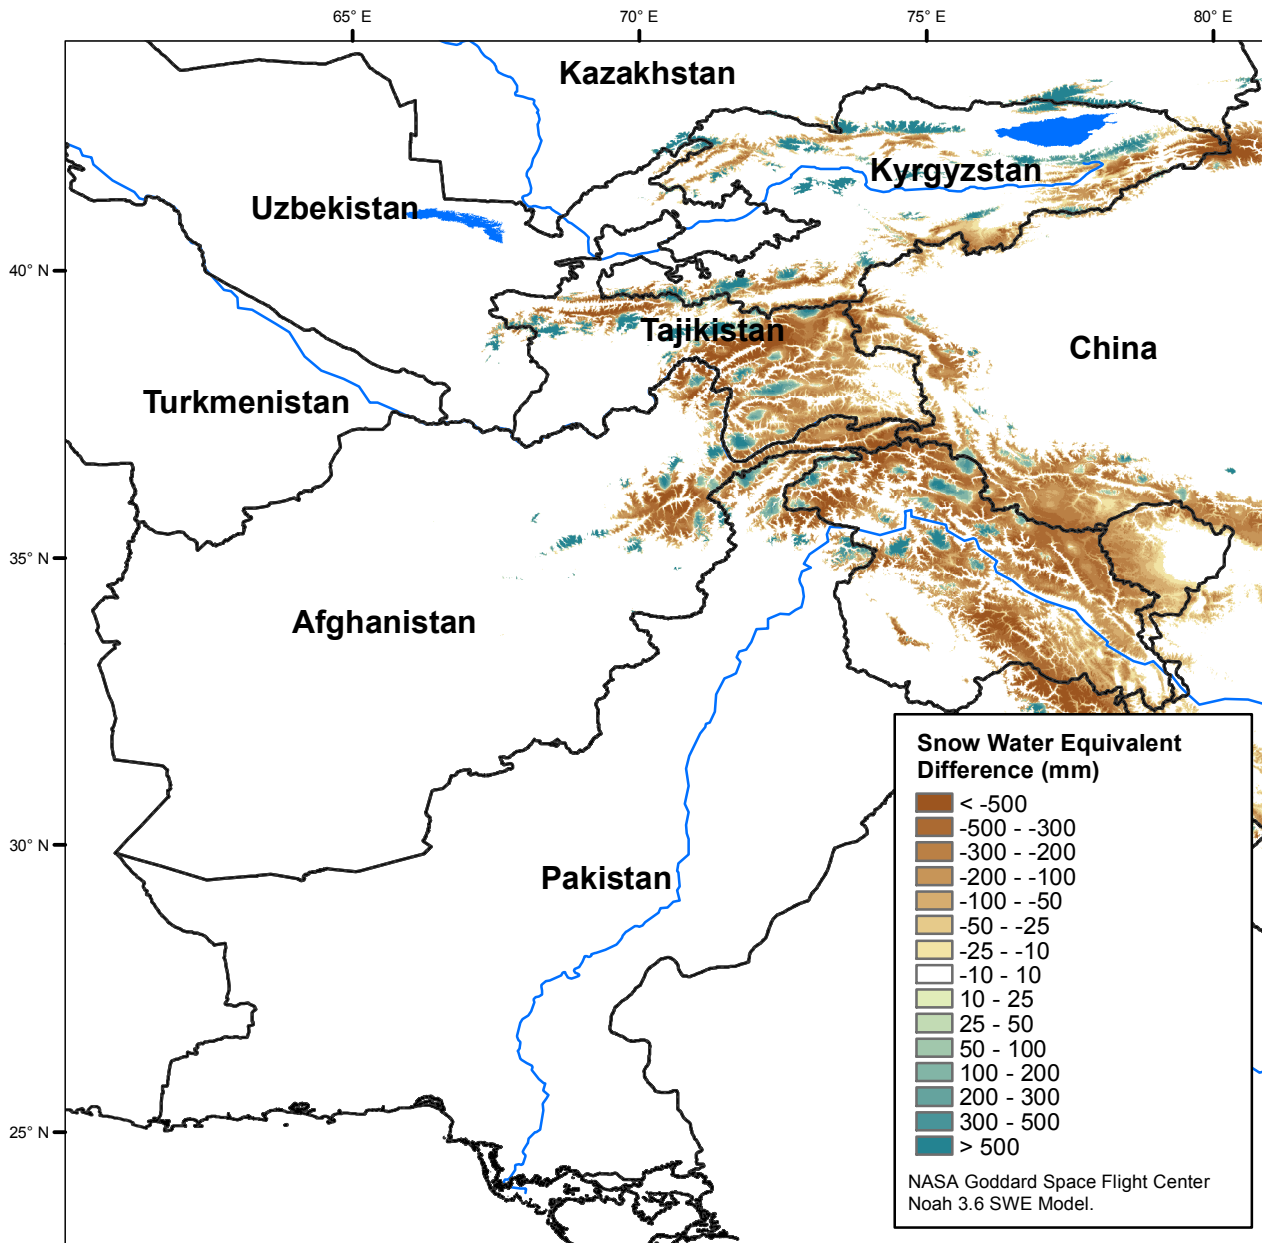 65° E
70° E
75° E
80° E
Kazakhstan
Kyrgyzstan
Uzbekistan
40° N
Tajikistan
China
Turkmenistan
35° N
Afghanistan
Snow Water Equivalent
Difference (mm)
< -500
-500 - -300
30° N
-300 - -200
Pakistan
-200 - -100
-100 - -50
-50 - -25
-25 - -10
-10 - 10
10 - 25
25 - 50
50 - 100
100 - 200
200 - 300
300 - 500
25° N
> 500
NASA Goddard Space Flight Center
Noah 3.6 SWE Model.